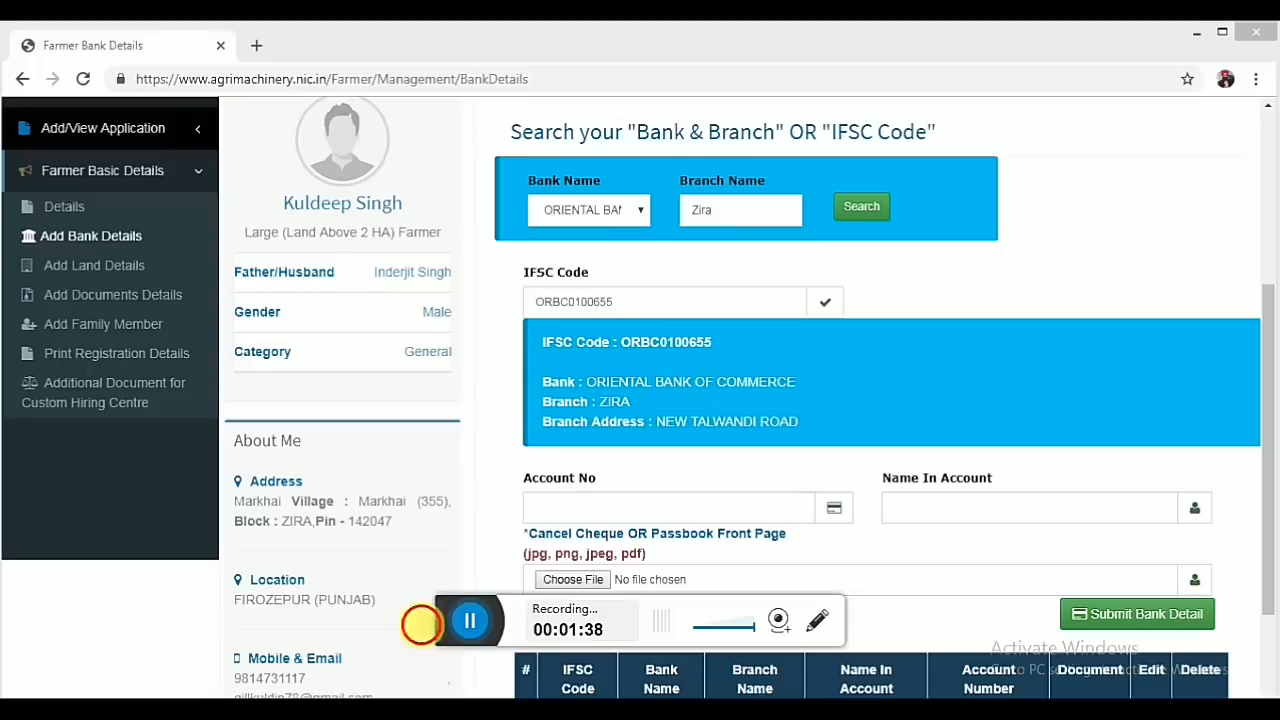 Farmer Bank Details
https://www.agrimachinery.nic.in/Farmer/Management/BankDetails
Add/View Application
Farmer Basic Details
Details
Add Bank Details
Add Land Details
Add Documents Details
Add Family Member
Print Registration Details
Additional Document for
Custom Hiring Centre
Kuldeep Singh
Large (Land Above 2 HA) Farmer
Father/Husband Inderjit Singh
Gender Male
Category General
About Me
Address
Markhai Village : Markhai (355),
Block : ZIRA,Pin - 142047
Location
FIROZEPUR (PUNJAB)
Mobile & Email
9814731117
Search your "Bank & Branch" OR "IFSC Code"
Bank Name Branch Name
ORIENTAL BAN Zira Search
IFSC Code
ORBC0100655
IFSC Code : ORBC0100655
Bank : ORIENTAL BANK OF COMMERCE
Branch : ZIRA
Branch Address : NEW TALWANDI ROAD
Account No Name In Account
*Cancel Cheque OR Passbook Front Page
(jpg, png, jpeg, pdf)
Choose File No file chosen
Recording...
00:01:38
Submit Bank Detail
Activate Windows
# IFSC Code Bank Name Branch Name Name In Account Account Number Document Edit Delete